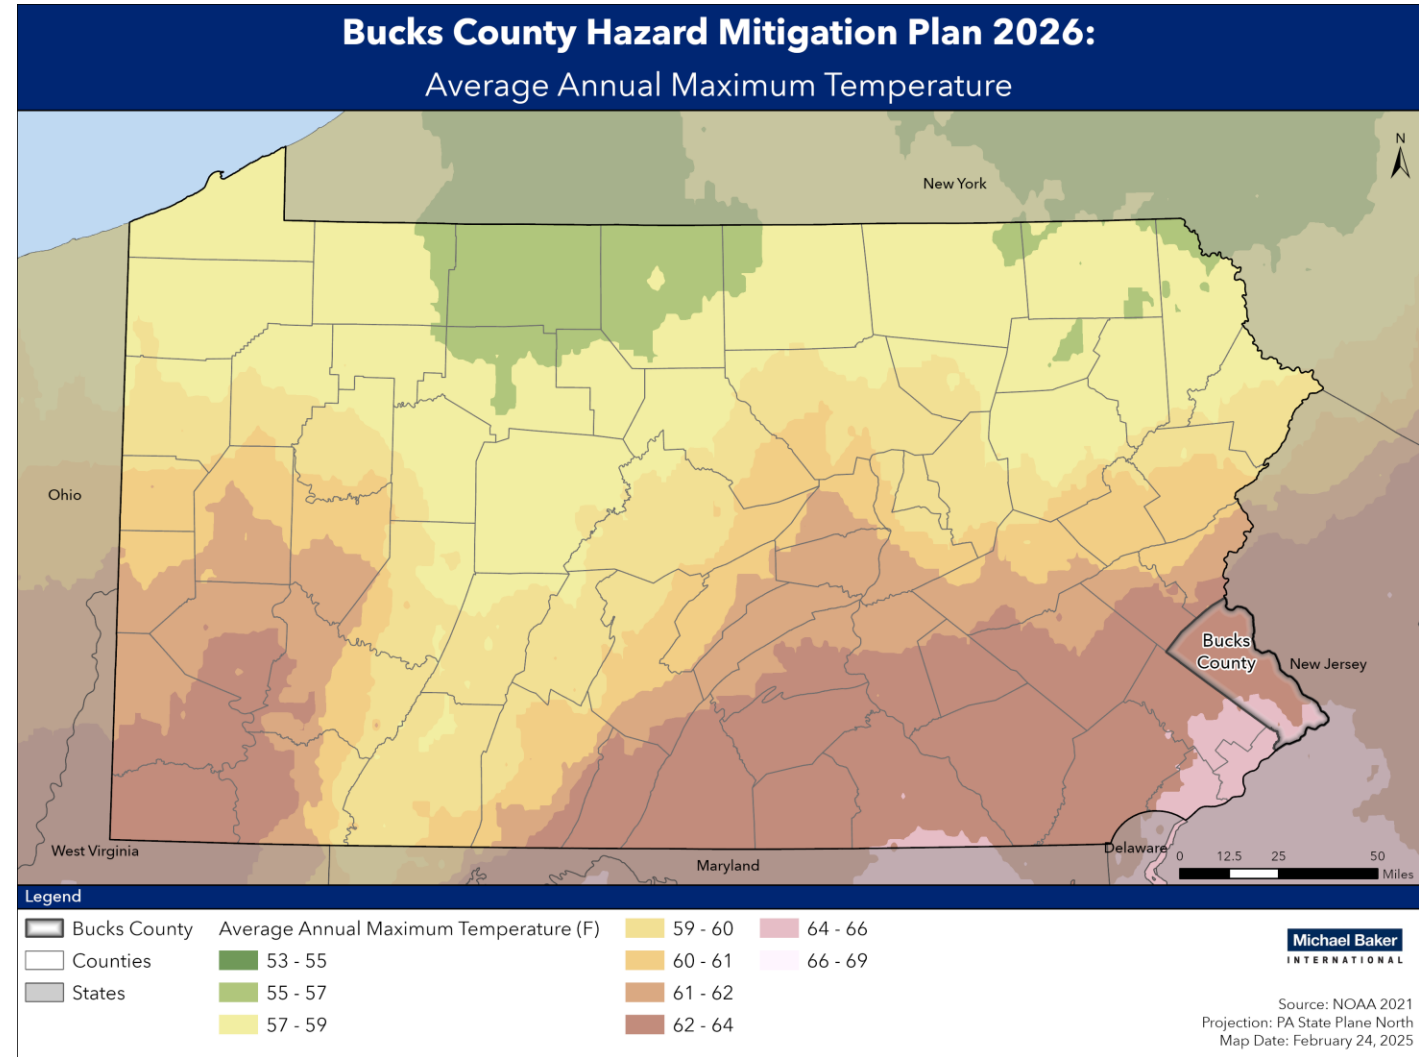 Bucks County Hazard Mitigation Plan 2026:
Average Annual Maximum Temperature
N
New York
Ohio
Bucks
County
New Jersey
West Virginia
Maryland
Delaware
0 12.5 25 50
Miles
Legend
Bucks County
Counties
States
Average Annual Maximum Temperature (F)
53 - 55
55 - 57
57 - 59
59 - 60
60 - 61
61 - 62
62 - 64
64 - 66
66 - 69
Michael Baker
INTERNATIONAL
Source: NOAA 2021
Projection: PA State Plane North
Map Date: February 24, 2025